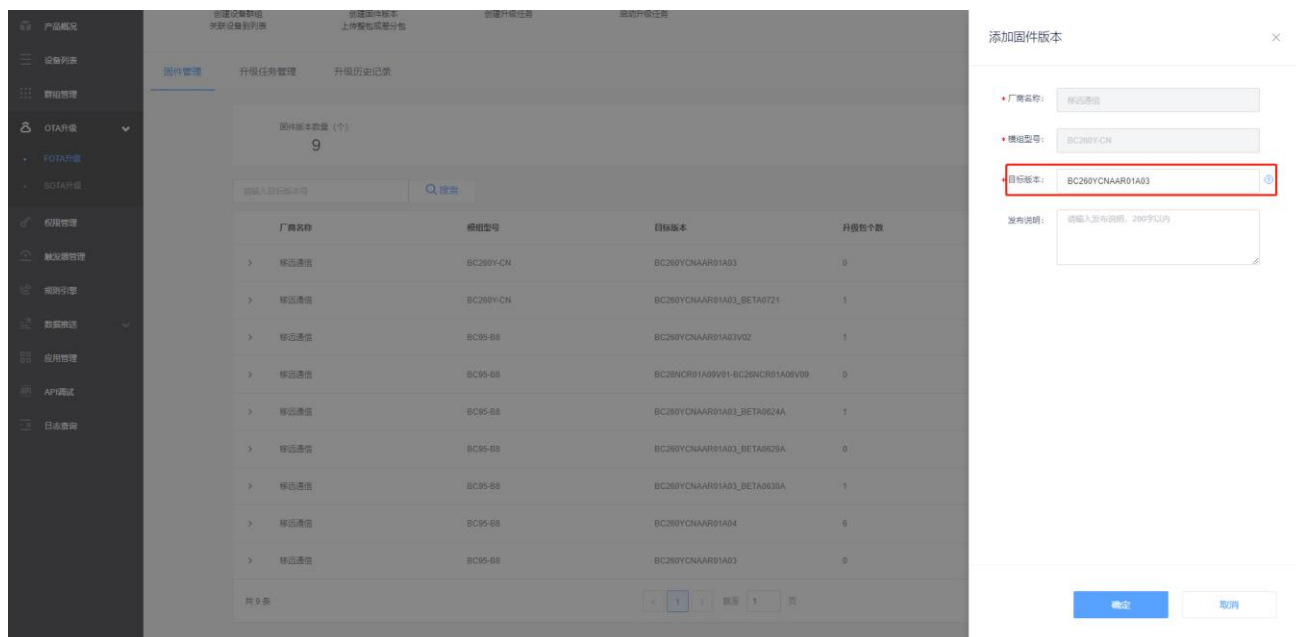 创建设备群组 创建固件版本 创建升级任务 启动升级任务
关联设备到列表 上传整包或差分包
产品概况
设备列表
群组管理
OTA升级
FOTA升级
SOTA升级
权限管理
触发器管理
规则引擎
数据推送
应用管理
API调试
日志查询
固件管理 升级任务管理 升级历史记录
固件版本数量（个）
9
请输入目标版本号 搜索
厂商名称 模组型号 目标版本 升级包个数
移远通信 BC260Y-CN BC260YCNAAR01A03 0
移远通信 BC260Y-CN BC260YCNAAR01A03_BETA0721 1
移远通信 BC95-B8 BC260YCNAAR01A03V02 1
移远通信 BC95-B8 0
移远通信 BC95-B8 BC260YCNAAR01A03_BETA0624A 1
移远通信 BC95-B8 BC260YCNAAR01A03_BETA0629A 0
移远通信 BC95-B8 BC260YCNAAR01A03_BETA0630A 1
移远通信 BC95-B8 BC260YCNAAR01A04 6
移远通信 BC95-B8 BC260YCNAAR01A03 0
共 9 条 < 1 > 跳至 1 页
添加固件版本 ×
* 厂商名称： 移远通信
* 模组型号： BC260Y-CN
* 目标版本： BC260YCNAAR01A03
发布说明： 请输入发布说明，200字以内
确定 取消